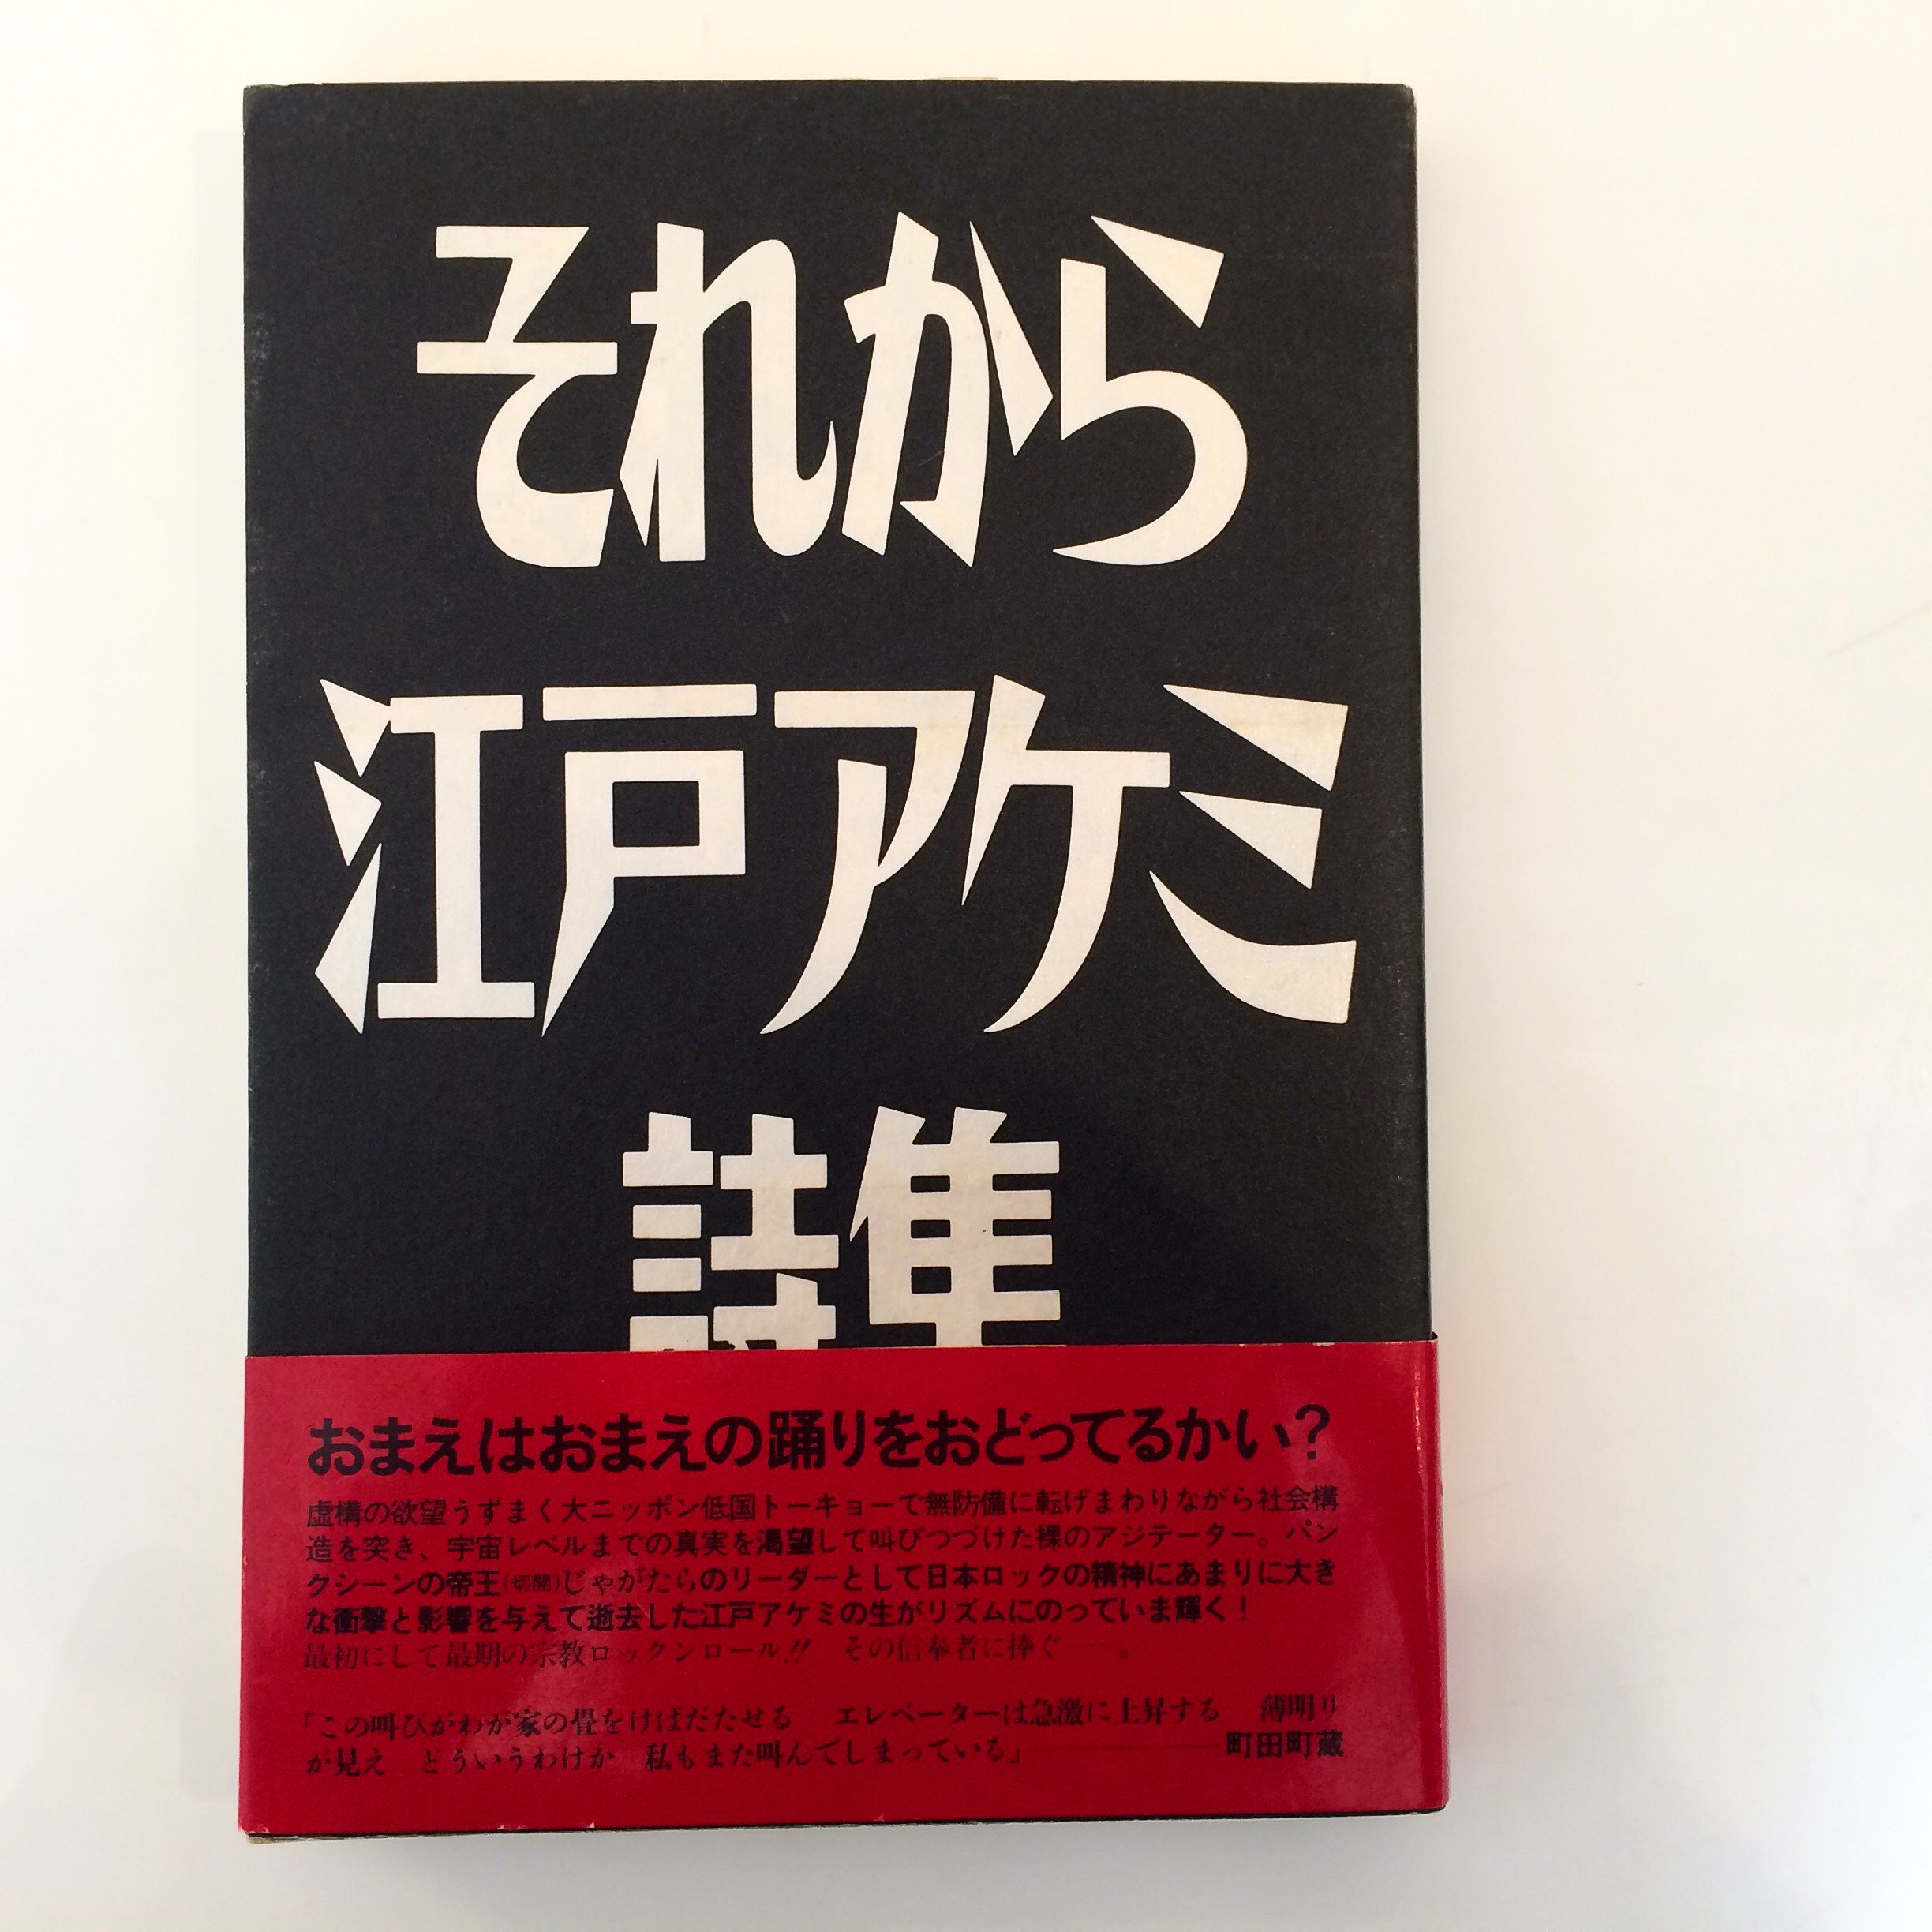 それから
江戸アケミ
詩集
おまえはおまえの踊りをおどってるかい？
虚構の欲望うずまく大ニッポン低国トーキョーで無防備に転げまわりながら社会構
造を突き、宇宙レベルまでの真実を渇望して叫びつづけた裸のアジテーター。パン
クシーンの帝王(切開)じゃがたらのリーダーとして日本ロックの精神にあまりに大き
な衝撃と影響を与えて逝去した江戸アケミの生がリズムにのっていま輝く！
最初にして最期の宗教ロックンロール!!　その信奉者に捧ぐ――。
「この叫びがわが家の畳をけばだたせる　エレベーターは急激に上昇する　薄明り
が見え　どういうわけか　私もまた叫んでしまっている」――――町田町蔵